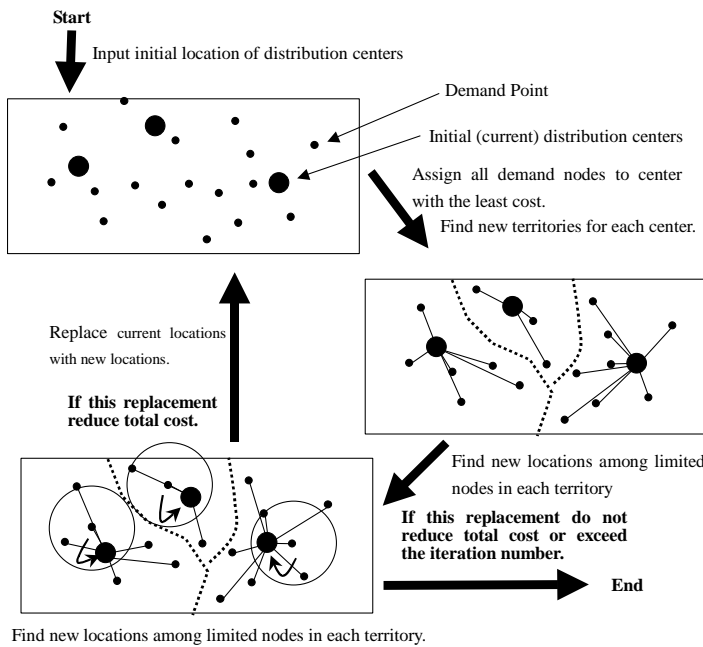 Start
Input initial location of distribution centers
Demand Point
Initial (current) distribution centers
Assign all demand nodes to center
with the least cost.
Find new territories for each center.
Replace current locations
with new locations.
If this replacement
reduce total cost.
Find new locations among limited
nodes in each territory
If this replacement do not
reduce total cost or exceed
the iteration number.
End
Find new locations among limited nodes in each territory.